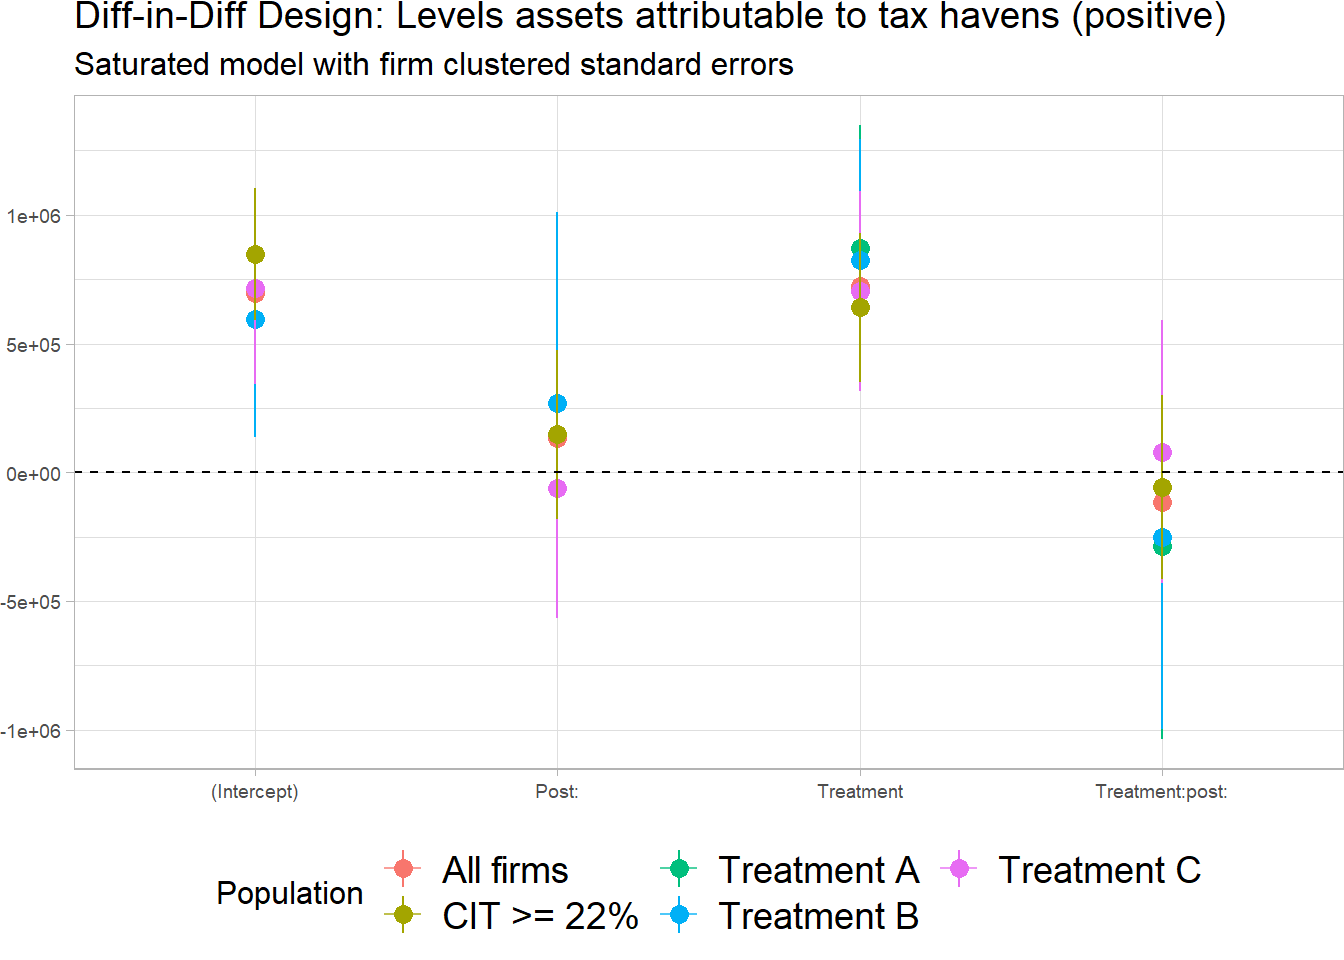 Diff-in-Diff Design: Levels assets attributable to tax havens (positive)
Saturated model with firm clustered standard errors
1e+06
5e+05
0e+00
-5e+05
-1e+06
(Intercept) Post: Treatment Treatment:post:
Population
All firms Treatment A Treatment C
CIT >= 22% Treatment B